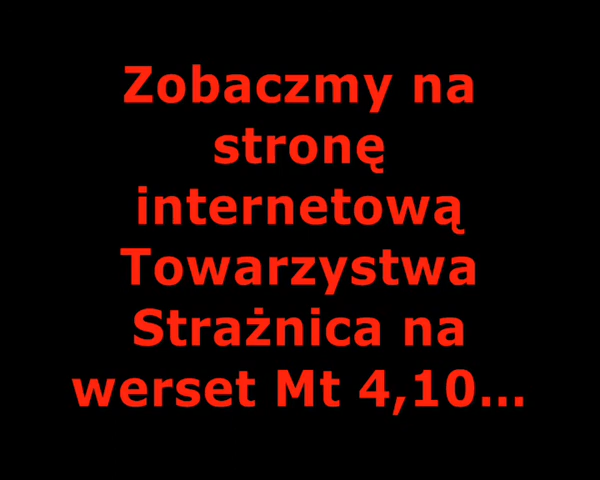 Zobaczmy na
stronę
internetową
Towarzystwa
Strażnica na
werset Mt 4,10...